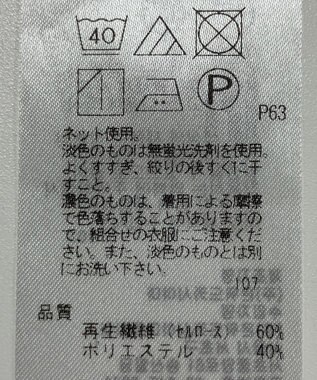 40
P
P63
ネット使用。
淡色のものは無蛍光洗剤を使用。
よくすすぎ、絞りの後すぐに干
すこと。
濃色のものは、着用による摩擦
で色落ちすることがありますの
で、組合せの衣服にご注意くだ
さい。また、淡色のものとは別
にお洗い下さい。
107
品質
再生繊維(セルロース) 60%
ポリエステル 40%